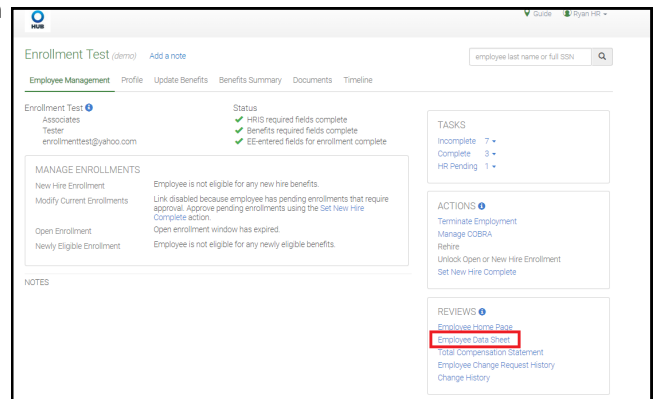 HUB
Guide Ryan HR
Enrollment Test (demo) Add a note
employee last name or full SSN
Employee Management Profile Update Benefits Benefits Summary Documents Timeline
Enrollment Test
Associates
Tester
enrollmenttest@yahoo.com
Status
HRIS required fields complete
Benefits required fields complete
EE-entered fields for enrollment complete
MANAGE ENROLLMENTS
New Hire Enrollment Employee is not eligible for any new hire benefits.
Modify Current Enrollments Link disabled because employee has pending enrollments that require
approval. Approve pending enrollments using the Set New Hire
Complete action.
Open Enrollment Open enrollment window has expired.
Newly Eligible Enrollment Employee is not eligible for any newly eligible benefits.
NOTES
TASKS
Incomplete 7
Complete 3
HR Pending 1
ACTIONS
Terminate Employment
Manage COBRA
Rehire
Unlock Open or New Hire Enrollment
Set New Hire Complete
REVIEWS
Employee Home Page
Employee Data Sheet
Total Compensation Statement
Employee Change Request History
Change History